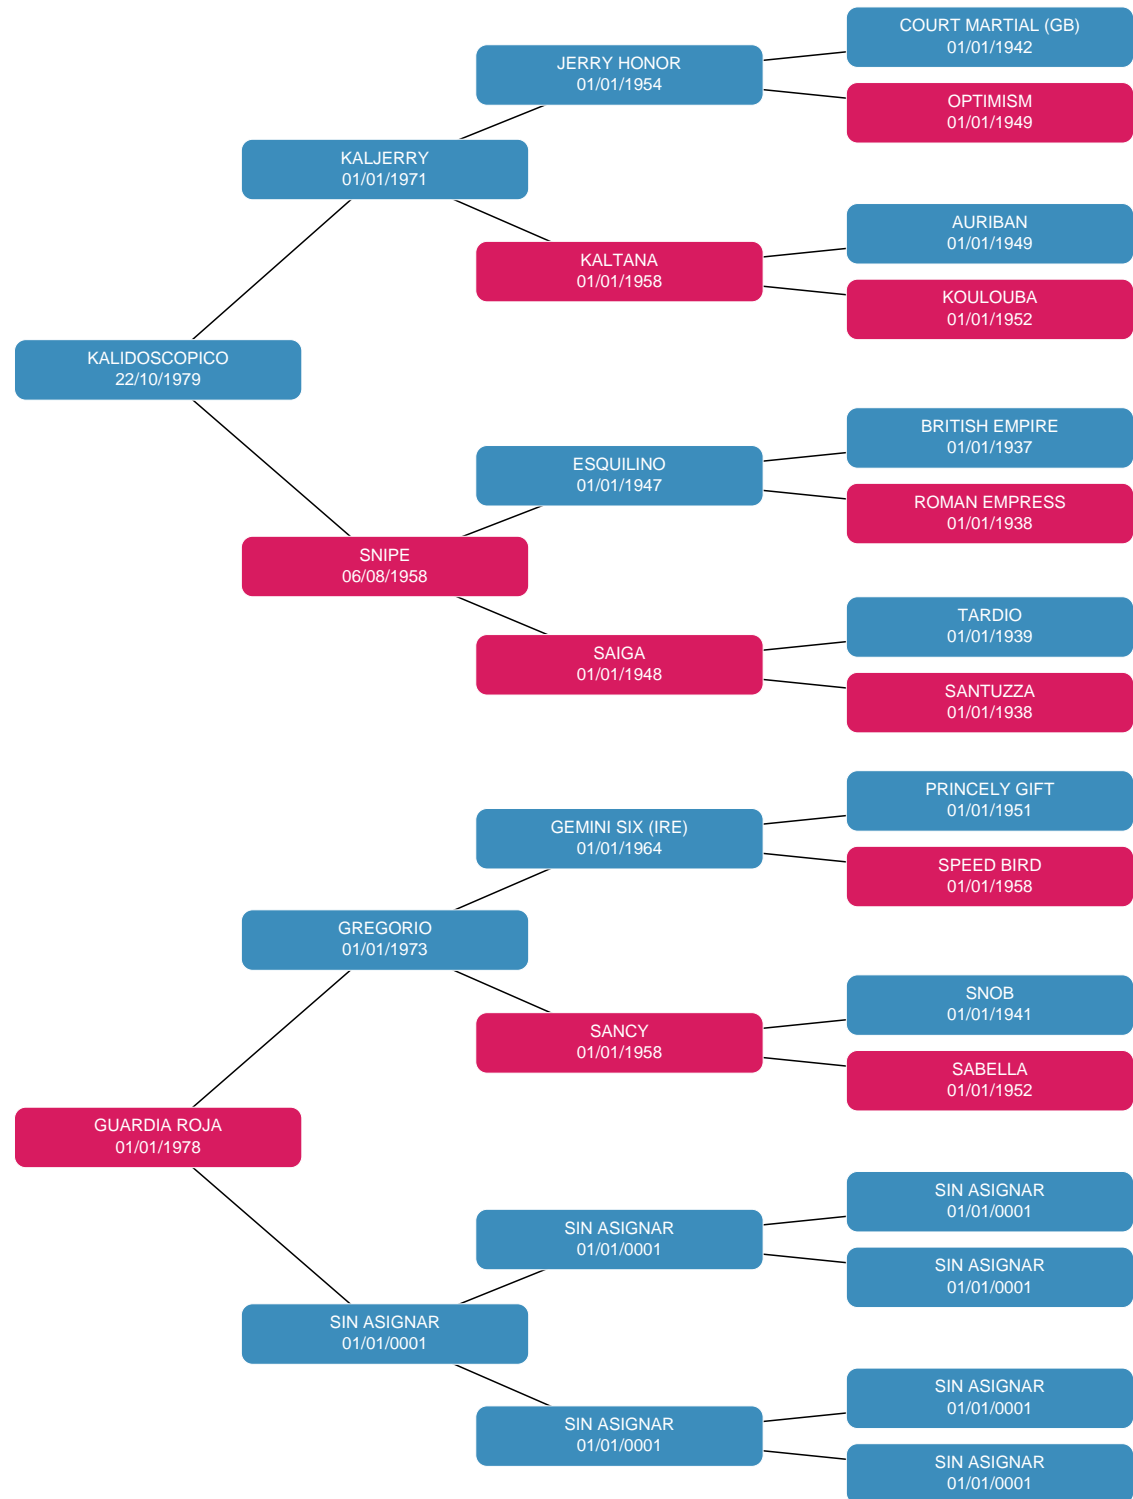 COURT MARTIAL (GB)
01/01/1942
JERRY HONOR
01/01/1954
OPTIMISM
01/01/1949
KALJERRY
01/01/1971
AURIBAN
01/01/1949
KALTANA
01/01/1958
KOULOUBA
01/01/1952
KALIDOSCOPICO
22/10/1979
BRITISH EMPIRE
01/01/1937
ESQUILINO
01/01/1947
ROMAN EMPRESS
01/01/1938
SNIPE
06/08/1958
TARDIO
01/01/1939
SAIGA
01/01/1948
SANTUZZA
01/01/1938
PRINCELY GIFT
01/01/1951
GEMINI SIX (IRE)
01/01/1964
SPEED BIRD
01/01/1958
GREGORIO
01/01/1973
SNOB
01/01/1941
SANCY
01/01/1958
SABELLA
01/01/1952
GUARDIA ROJA
01/01/1978
SIN ASIGNAR
01/01/0001
SIN ASIGNAR
01/01/0001
SIN ASIGNAR
01/01/0001
SIN ASIGNAR
01/01/0001
SIN ASIGNAR
01/01/0001
SIN ASIGNAR
01/01/0001
SIN ASIGNAR
01/01/0001